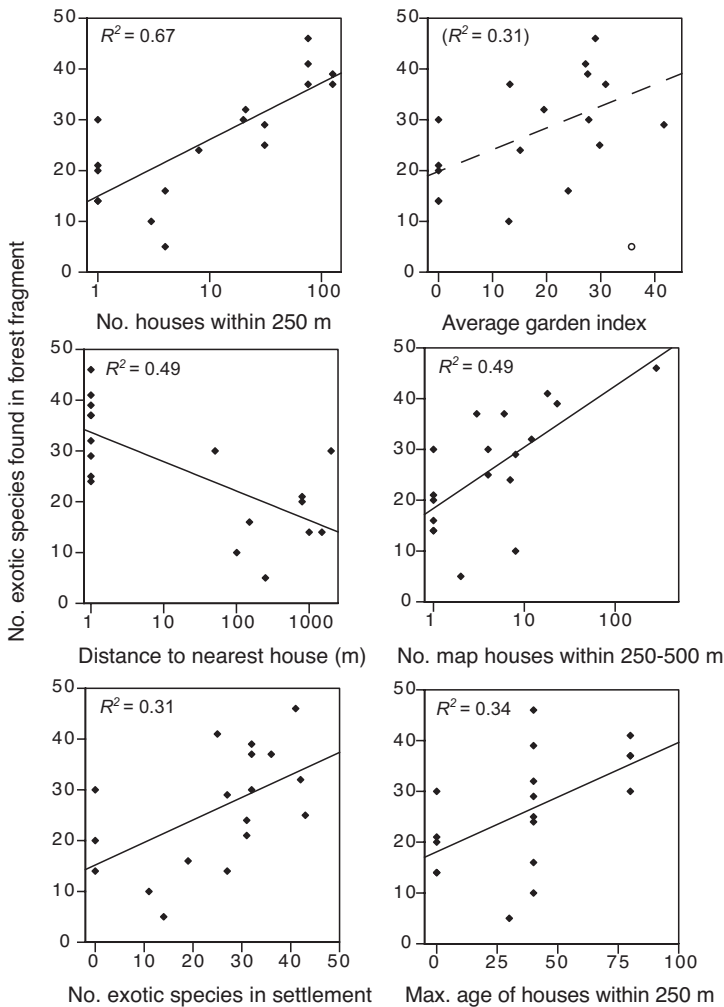 No. exotic species found in forest fragment
R² = 0.67
50
40
30
20
10
0
1 10 100
No. houses within 250 m
(R² = 0.31)
50
40
30
20
10
0
0 10 20 30 40
Average garden index
R² = 0.49
50
40
30
20
10
0
1 10 100 1000
Distance to nearest house (m)
R² = 0.49
50
40
30
20
10
0
1 10 100
No. map houses within 250-500 m
R² = 0.31
50
40
30
20
10
0
0 10 20 30 40 50
No. exotic species in settlement
R² = 0.34
50
40
30
20
10
0
0 25 50 75 100
Max. age of houses within 250 m